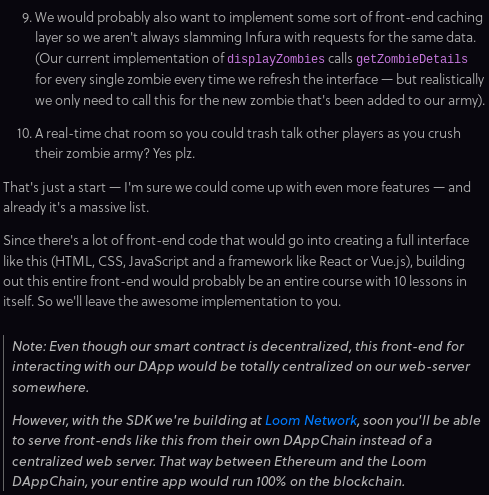 9. We would probably also want to implement some sort of front-end caching
layer so we aren't always slamming Infura with requests for the same data.
(Our current implementation of displayZombies calls getZombieDetails
for every single zombie every time we refresh the interface — but realistically
we only need to call this for the new zombie that's been added to our army).
10. A real-time chat room so you could trash talk other players as you crush
their zombie army? Yes plz.
That's just a start — I'm sure we could come up with even more features — and
already it's a massive list.
Since there's a lot of front-end code that would go into creating a full interface
like this (HTML, CSS, JavaScript and a framework like React or Vue.js), building
out this entire front-end would probably be an entire course with 10 lessons in
itself. So we'll leave the awesome implementation to you.
Note: Even though our smart contract is decentralized, this front-end for
interacting with our DApp would be totally centralized on our web-server
somewhere.
However, with the SDK we're building at Loom Network, soon you'll be able
to serve front-ends like this from their own DAppChain instead of a
centralized web server. That way between Ethereum and the Loom
DAppChain, your entire app would run 100% on the blockchain.